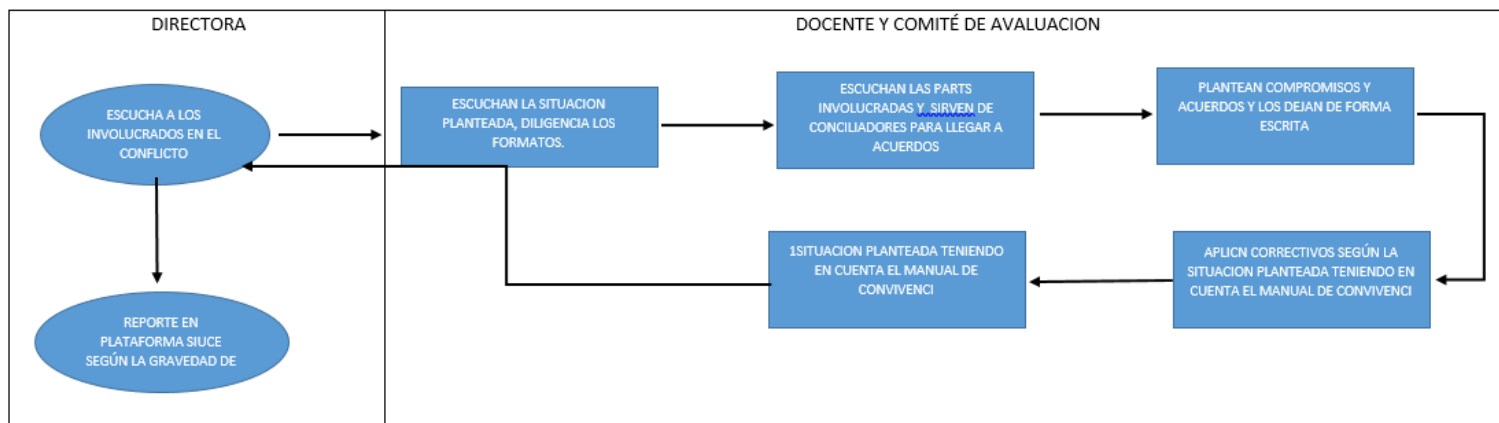 DIRECTORA
DOCENTE Y COMITÉ DE AVALUACION
ESCUCHA A LOS
INVOLUCRADOS EN EL
CONFLICTO
ESCUCHAN LA SITUACION
PLANTEADA, DILIGENCIA LOS
FORMATOS.
ESCUCHAN LAS PARTS
INVOLUCRADAS Y SIRVEN DE
CONCILIADORES PARA LLEGAR A
ACUERDOS
PLANTEAN COMPROMISOS Y
ACUERDOS Y LOS DEJAN DE FORMA
ESCRITA
APLICN CORRECTIVOS SEGÚN LA
SITUACION PLANTEADA TENIENDO EN
CUENTA EL MANUAL DE CONVIVENCI
1SITUACION PLANTEADA TENIENDO
EN CUENTA EL MANUAL DE
CONVIVENCI
REPORTE EN
PLATAFORMA SIUCE
SEGÚN LA GRAVEDAD DE